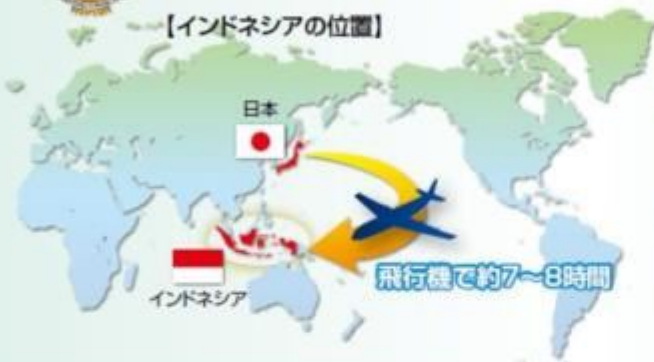 【インドネシアの位置】
日本
インドネシア
飛行機で約7～8時間